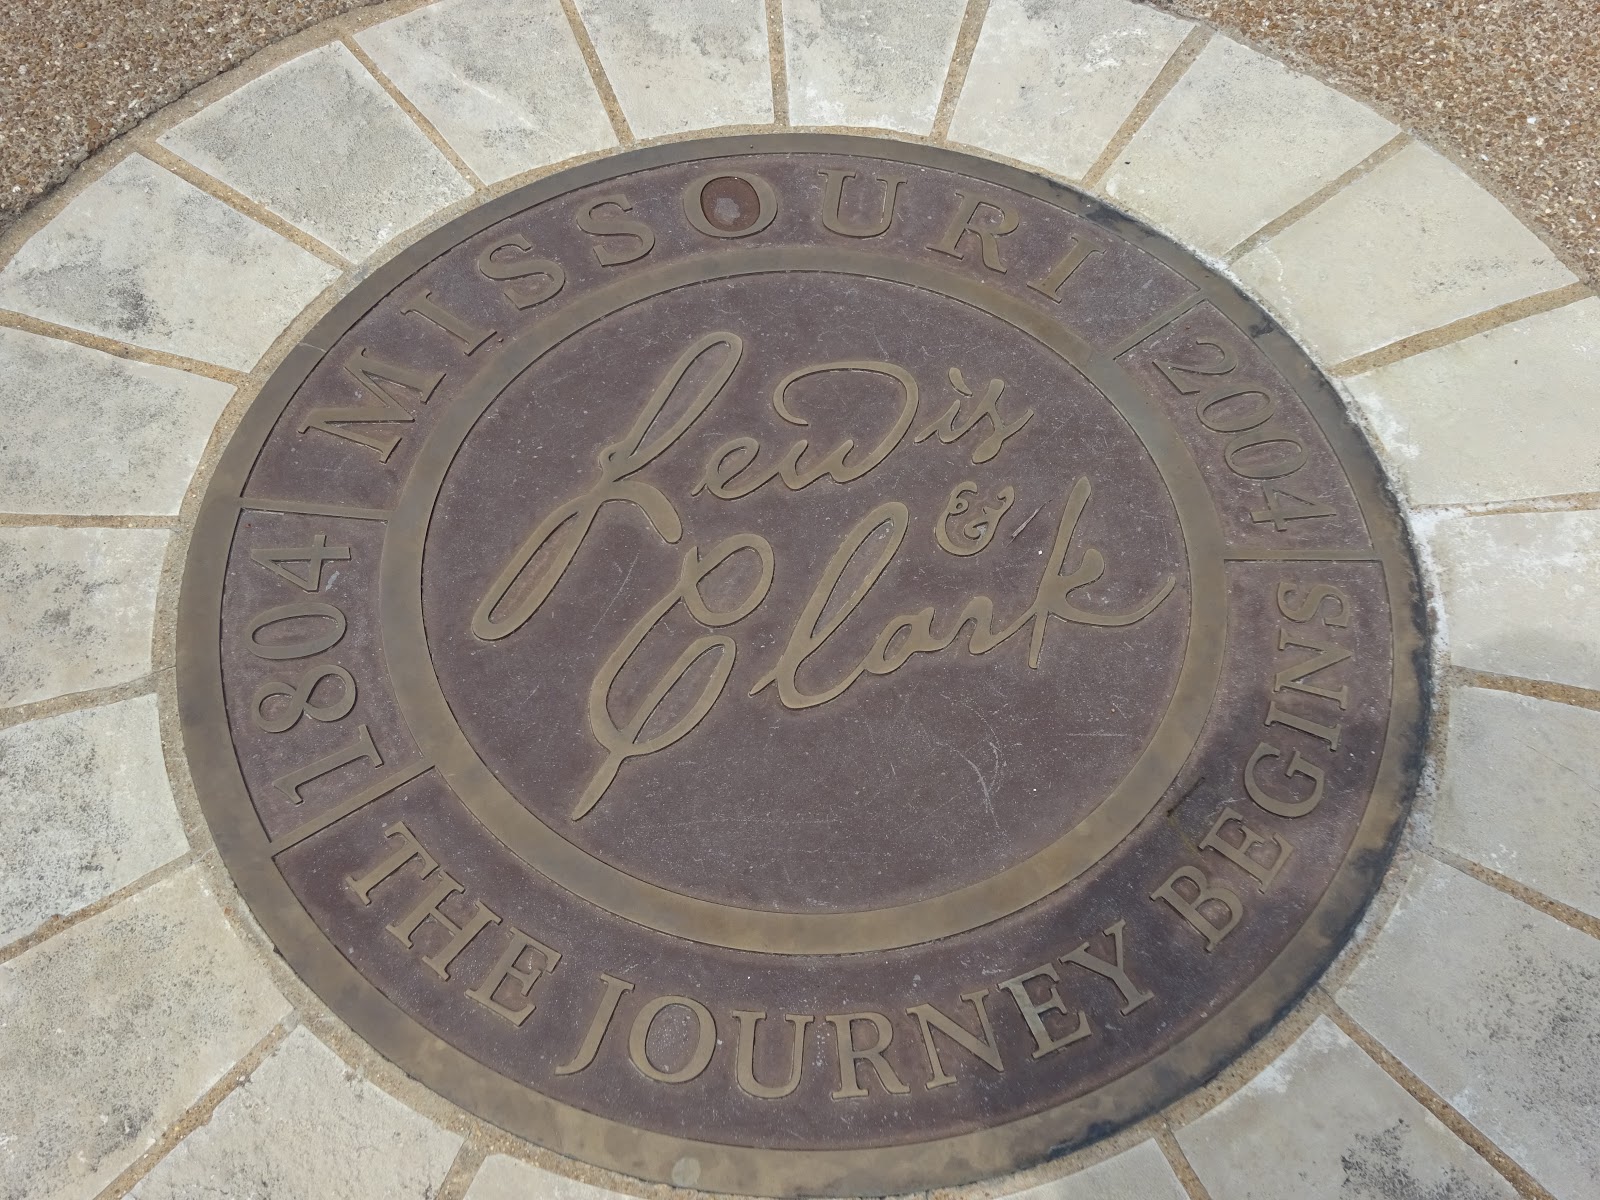 MISSOURI
2004
Lewis
&
Clark
1804
THE JOURNEY BEGINS